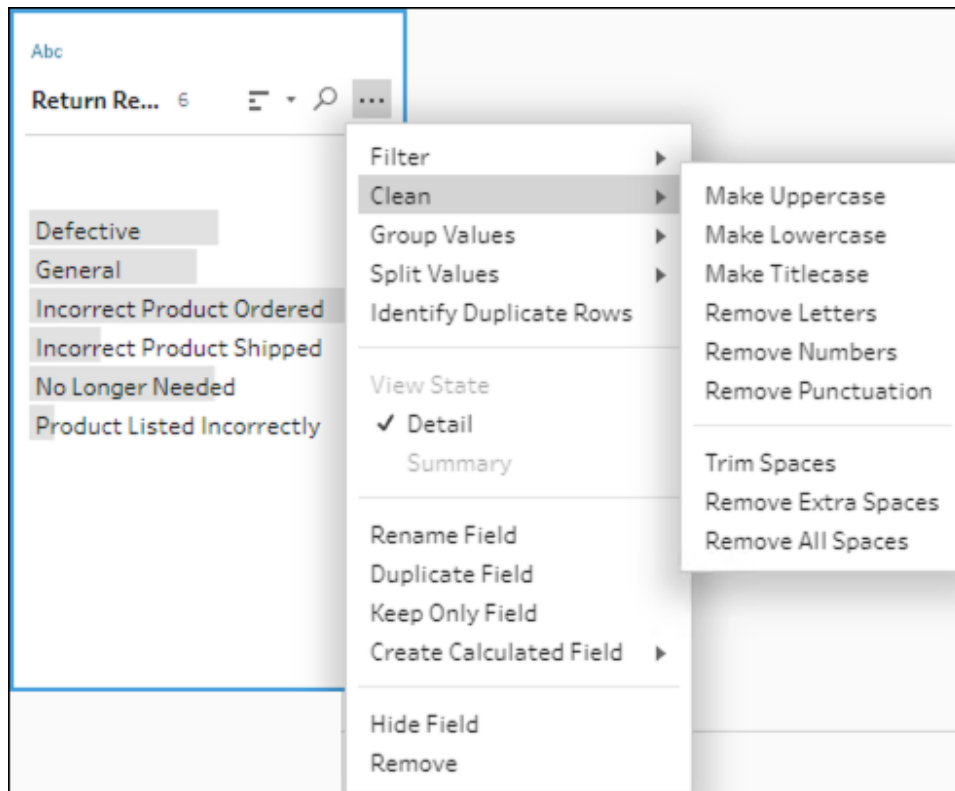 Abc
Return Re... 6
Defective
General
Incorrect Product Ordered
Incorrect Product Shipped
No Longer Needed
Product Listed Incorrectly
Filter
Clean
Group Values
Split Values
Identify Duplicate Rows
View State
✓ Detail
Summary
Rename Field
Duplicate Field
Keep Only Field
Create Calculated Field
Hide Field
Remove
Make Uppercase
Make Lowercase
Make Titlecase
Remove Letters
Remove Numbers
Remove Punctuation
Trim Spaces
Remove Extra Spaces
Remove All Spaces